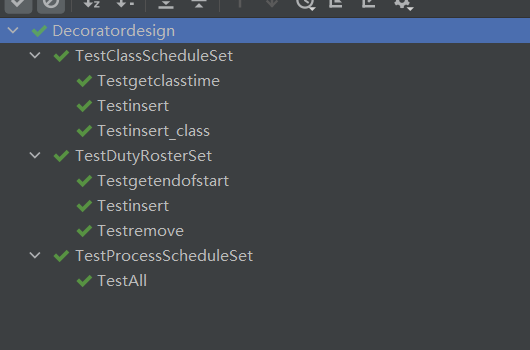 Decoratordesign
TestClassScheduleSet
Testgetclasstime
Testinsert
Testinsert_class
TestDutyRosterSet
Testgetendofstart
Testinsert
Testremove
TestProcessScheduleSet
TestAll